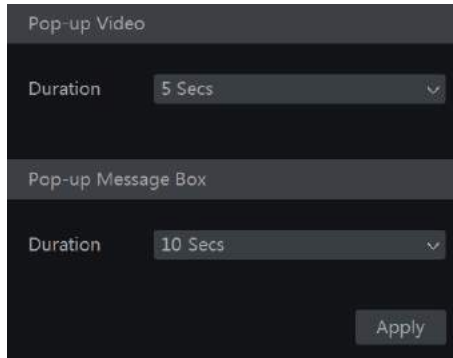 Pop-up Video
Duration 5 Secs
Pop-up Message Box
Duration 10 Secs
Apply